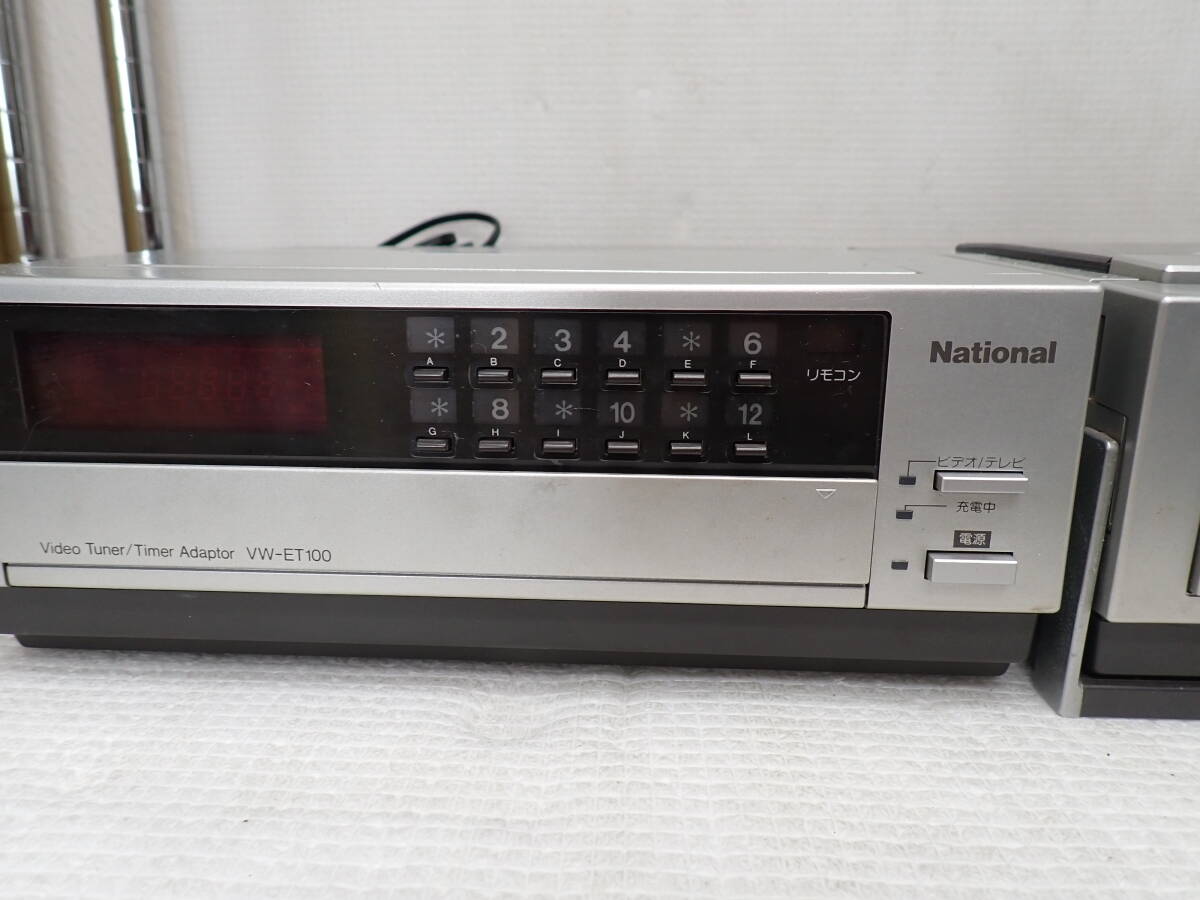 * 2 3 4 * 6
A B C D E F
リモコン
* 8 * 10 * 12
G H I J K L
National
ビデオ/テレビ
充電中
電源
Video Tuner/Timer Adaptor VW-ET100